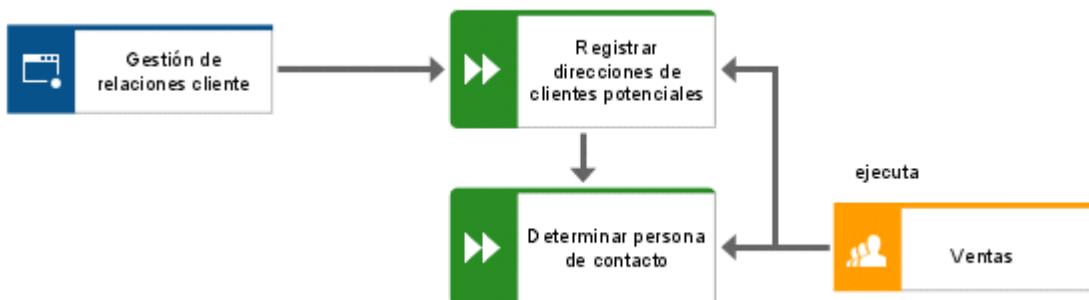 Gestión de
relaciones cliente
Registrar
direcciones de
clientes potenciales
ejecuta
Determinar persona
de contacto
Ventas